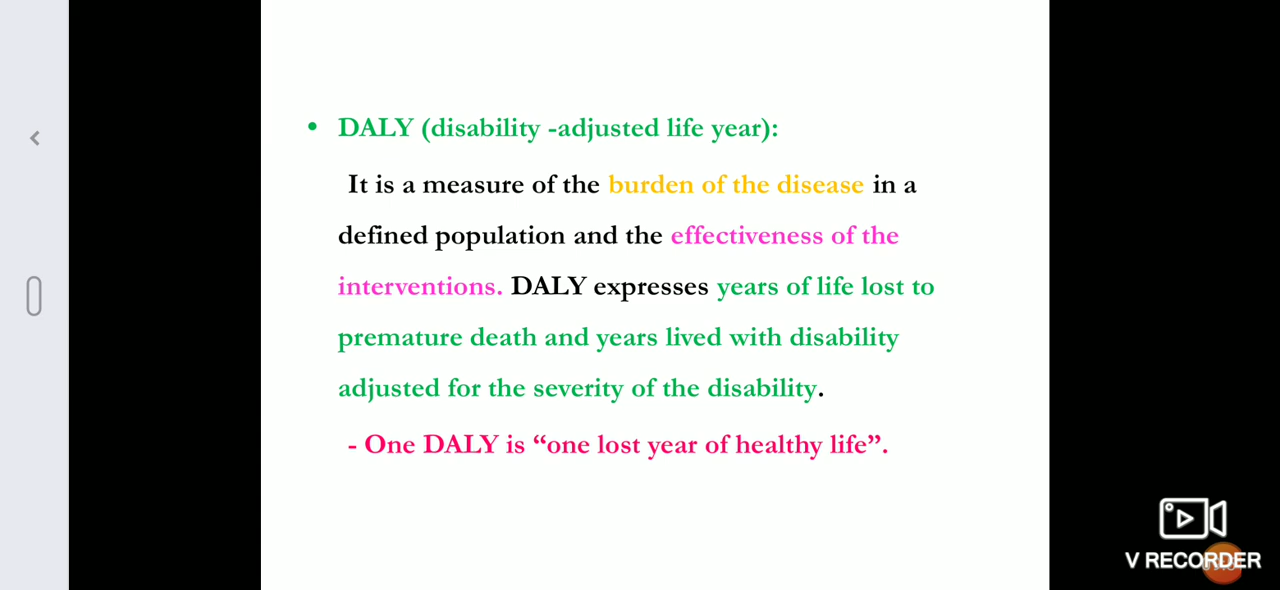 • DALY (disability -adjusted life year):
It is a measure of the burden of the disease in a
defined population and the effectiveness of the
interventions. DALY expresses years of life lost to
premature death and years lived with disability
adjusted for the severity of the disability.
- One DALY is “one lost year of healthy life”.
V RECORDER